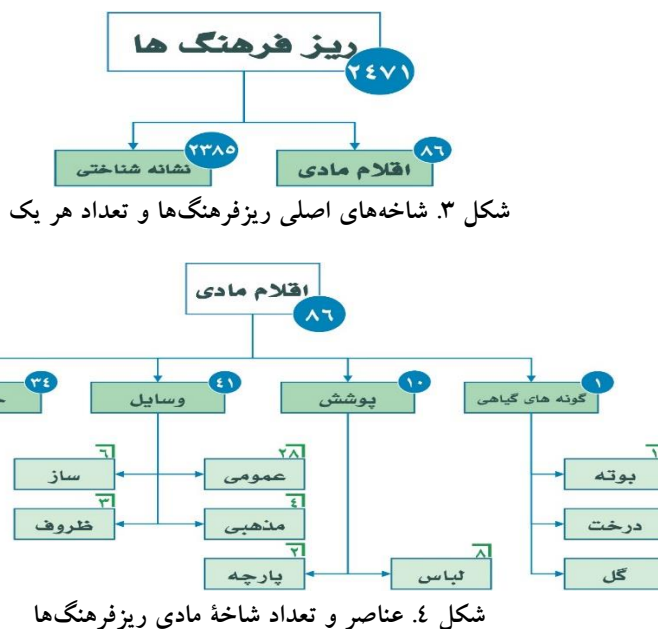 ریز فرهنگ ها
۲۴۷۱
۸۶
اقلام مادی
۲۳۸۵
نشانه شناختی
شکل ۳. شاخه‌های اصلی ریزفرهنگ‌ها و تعداد هر یک
اقلام مادی
۸۶
۱
گونه های گیاهی
۱۰
پوشش
۴۱
وسایل
۳۴
۱
بوته
درخت
گل
۸
لباس
۲
پارچه
۲۸
عمومی
۴
مذهبی
۶
ساز
۳
ظروف
شکل ٤. عناصر و تعداد شاخهٔ مادی ریزفرهنگ‌ها